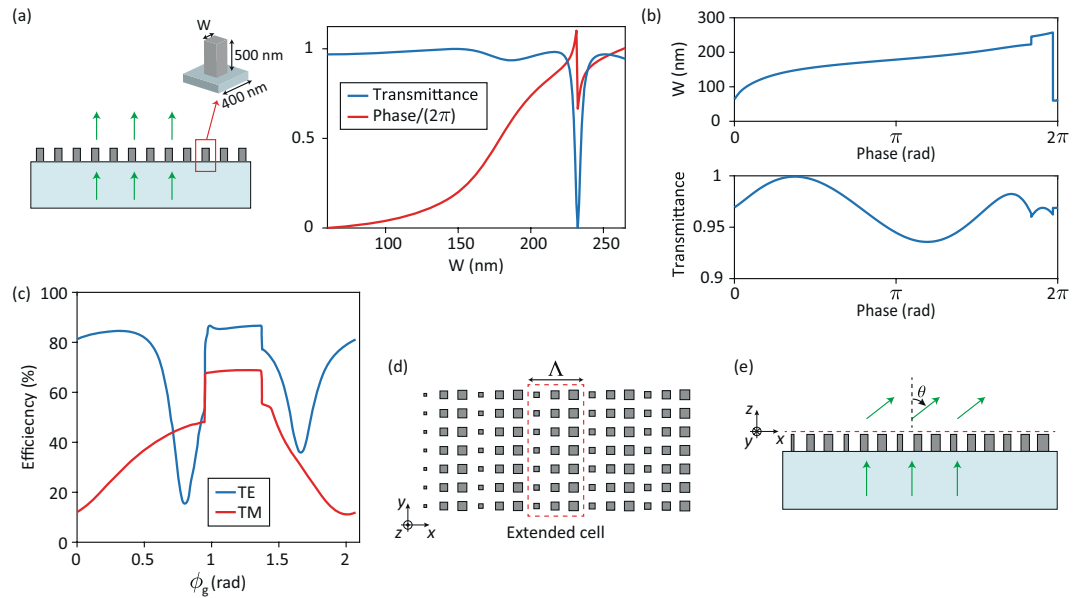 (a)
W
500 nm
400 nm
1
0.5
0
Transmittance
Phase/(2π)
100
150
200
250
W (nm)
(b)
300
200
100
0
W (nm)
0
π
2π
Phase (rad)
1
0.95
0.9
Transmittance
0
π
2π
Phase (rad)
(c)
100
80
60
40
20
0
Efficiecncy (%)
TE
TM
0
0.5
1
1.5
2
ϕg (rad)
(d)
Λ
y
z
x
Extended cell
(e)
θ
z
y
x